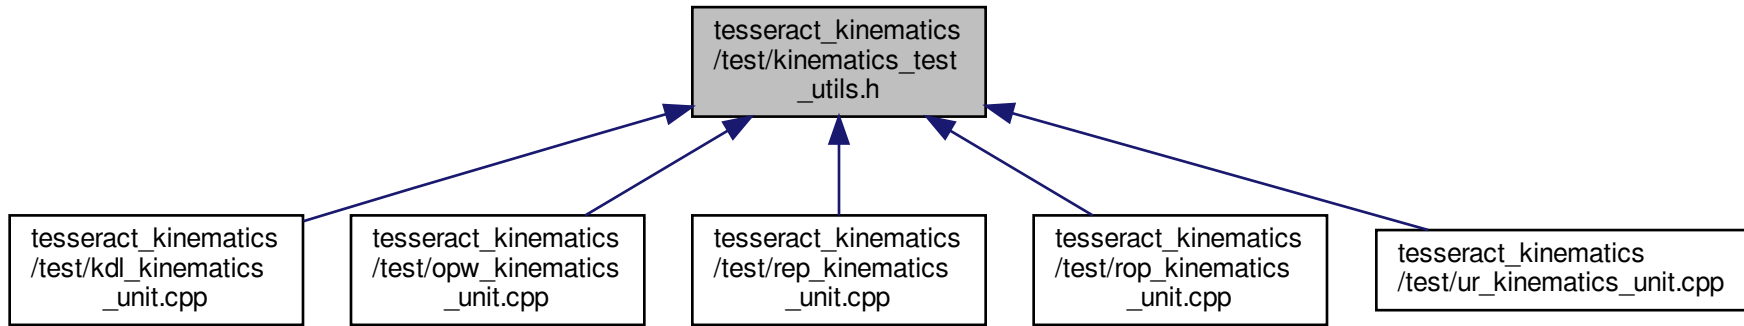 tesseract_kinematics
/test/kinematics_test
_utils.h
tesseract_kinematics
/test/kdl_kinematics
_unit.cpp
tesseract_kinematics
/test/opw_kinematics
_unit.cpp
tesseract_kinematics
/test/rep_kinematics
_unit.cpp
tesseract_kinematics
/test/rop_kinematics
_unit.cpp
tesseract_kinematics
/test/ur_kinematics_unit.cpp